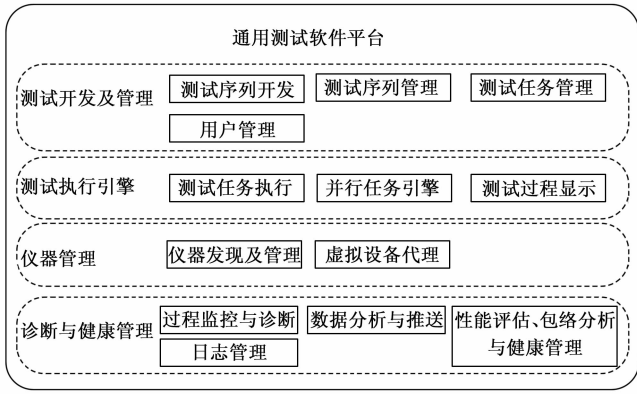 通用测试软件平台
测试开发及管理
测试序列开发
测试序列管理
测试任务管理
用户管理
测试执行引擎
测试任务执行
并行任务引擎
测试过程显示
仪器管理
仪器发现及管理
虚拟设备代理
诊断与健康管理
过程监控与诊断
数据分析与推送
性能评估、包络分析
与健康管理
日志管理